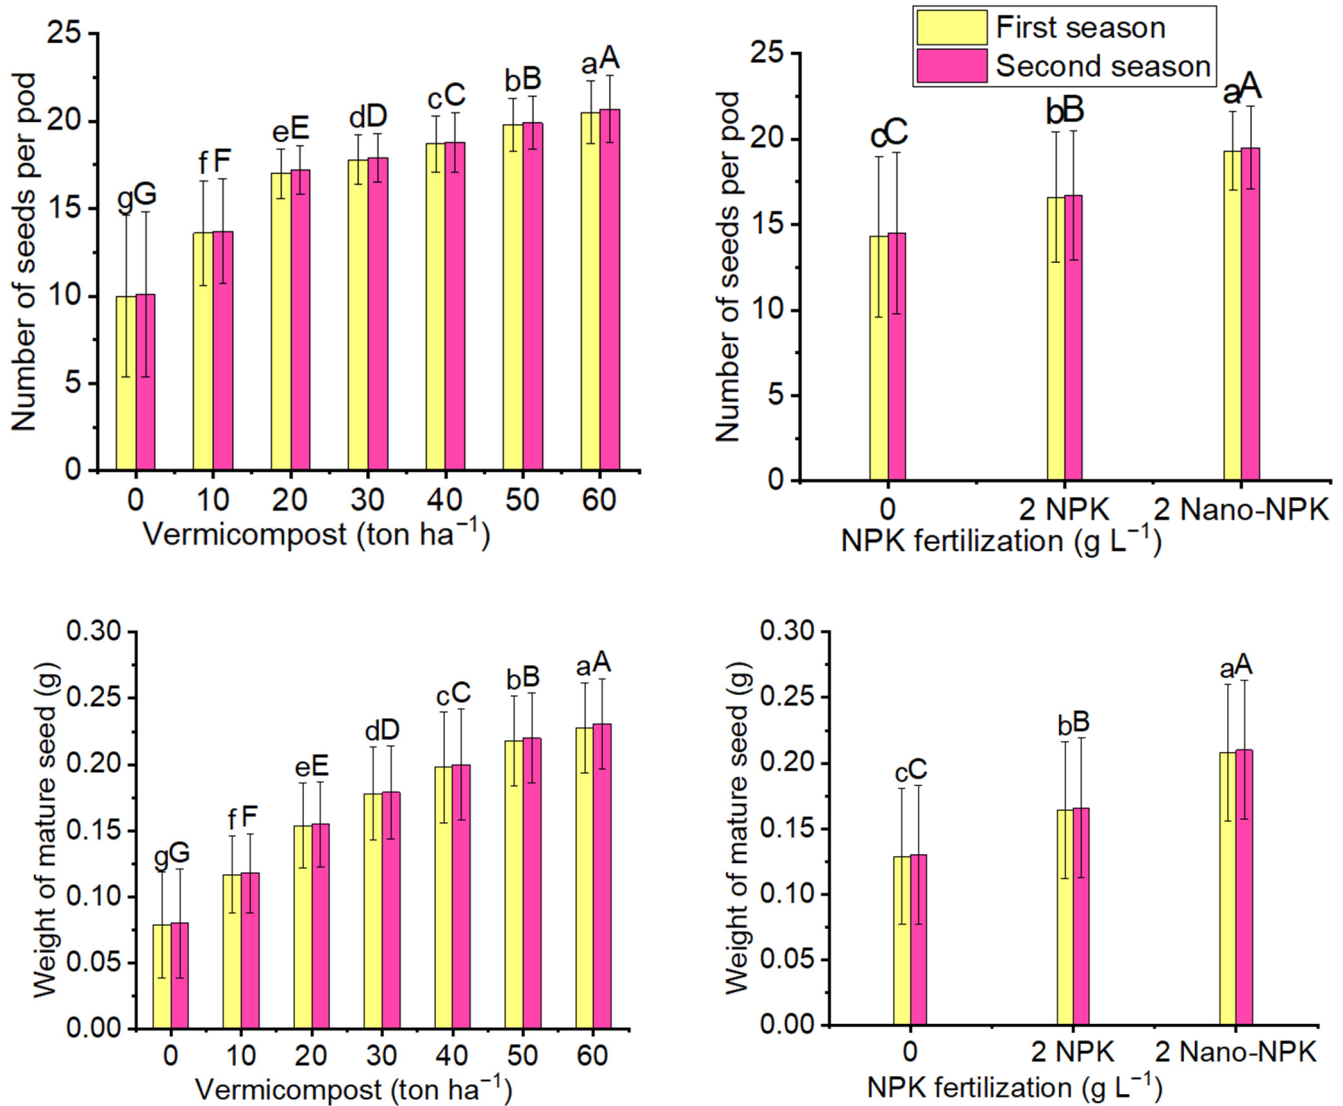 Number of seeds per pod
25
20
15
10
5
0
gG
f F
eE
dD
cC
bB
aA
0 10 20 30 40 50 60
Vermicompost (ton ha⁻¹)
First season
Second season
Number of seeds per pod
25
20
15
10
5
0
cC
bB
aA
0 2 NPK 2 Nano-NPK
NPK fertilization (g L⁻¹)
Weight of mature seed (g)
0.30
0.25
0.20
0.15
0.10
0.05
0.00
gG
f F
eE
dD
cC
bB
aA
0 10 20 30 40 50 60
Vermicompost (ton ha⁻¹)
Weight of mature seed (g)
0.30
0.25
0.20
0.15
0.10
0.05
0.00
cC
bB
aA
0 2 NPK 2 Nano-NPK
NPK fertilization (g L⁻¹)